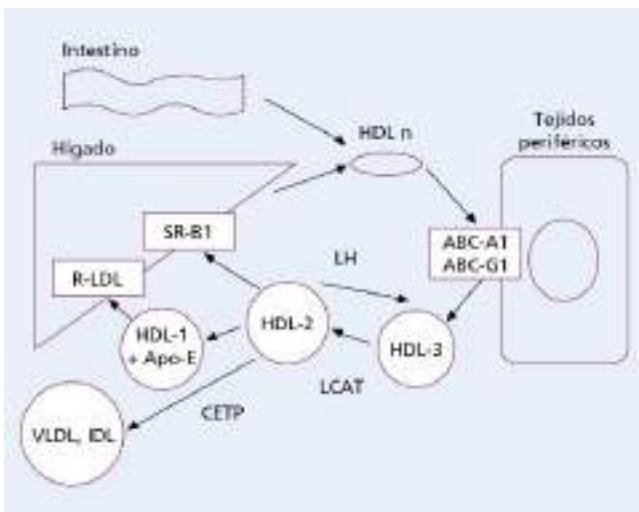 Intestino
HDL n
Tejidos
periféricos
Hígado
SR-B1
ABC-A1
ABC-G1
LH
R-LDL
HDL-1
+ Apo-E
HDL-2
HDL-3
LCAT
CETP
VLDL, IDL